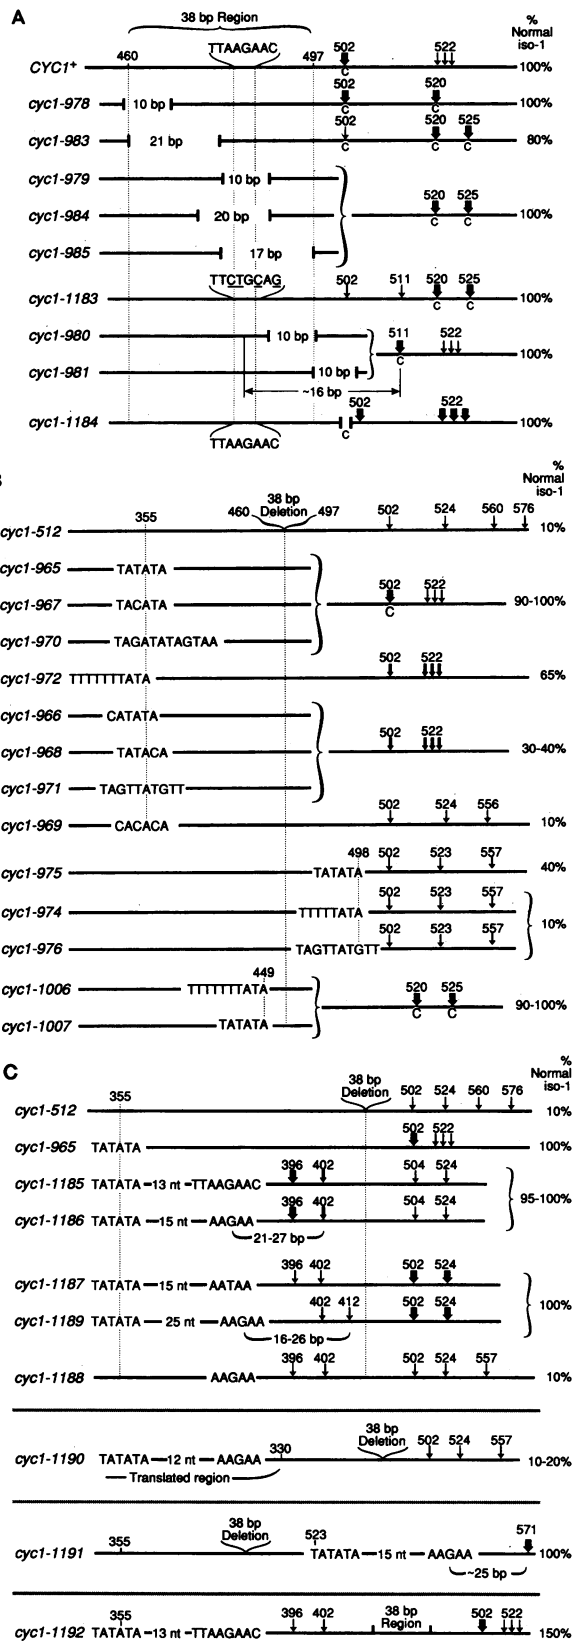 A
38 bp Region
%
Normal
iso-1
TTAAGAAC
460 497 502 522
CYC1+ C 100%
502 520
cyc1-978 10 bp C C 100%
502 520 525
cyc1-983 21 bp C C C 80%
cyc1-979 10 bp
520 525
cyc1-984 20 bp C C 100%
cyc1-985 17 bp
TTCTGCAG
502 511 520 525
cyc1-1183 C C 100%
cyc1-980 10 bp
511 522
C 100%
cyc1-981 10 bp
~16 bp
502
cyc1-1184 C 100%
TTAAGAAC
%
Normal
iso-1
38 bp
355 460 Deletion 497 502 524 560 576
cyc1-512 10%
cyc1-965 TATATA
502 522
cyc1-967 TACATA C 90-100%
cyc1-970 TAGATATAGTAA
502 522
cyc1-972 TTTTTTTATA 65%
cyc1-966 CATATA
502 522
cyc1-968 TATACA 30-40%
cyc1-971 TAGTTATGTT
502 524 556
cyc1-969 CACACA 10%
498 502 523 557
cyc1-975 TATATA 40%
502 523 557
cyc1-974 TTTTTATA
10%
502 523 557
cyc1-976 TAGTTATGTT
449
cyc1-1006 TTTTTTTATA
520 525
C C 90-100%
cyc1-1007 TATATA
C
%
Normal
iso-1
355 38 bp
Deletion 502 524 560 576
cyc1-512 10%
502 522
cyc1-965 TATATA 100%
396 402 504 524
cyc1-1185 TATATA 13 nt TTAAGAAC
95-100%
396 402 504 524
cyc1-1186 TATATA 15 nt AAGAA
21-27 bp
396 402 502 524
cyc1-1187 TATATA 15 nt AATAA
100%
402 412 502 524
cyc1-1189 TATATA 25 nt AAGAA
16-26 bp
396 402 502 524 557
cyc1-1188 AAGAA 10%
38 bp
Deletion
330 502 524 557
cyc1-1190 TATATA 12 nt AAGAA 10-20%
Translated region
38 bp
Deletion
355 523 571
cyc1-1191 TATATA 15 nt AAGAA 100%
~25 bp
355 396 402 38 bp
Region 502 522
cyc1-1192 TATATA 13 nt TTAAGAAC 150%